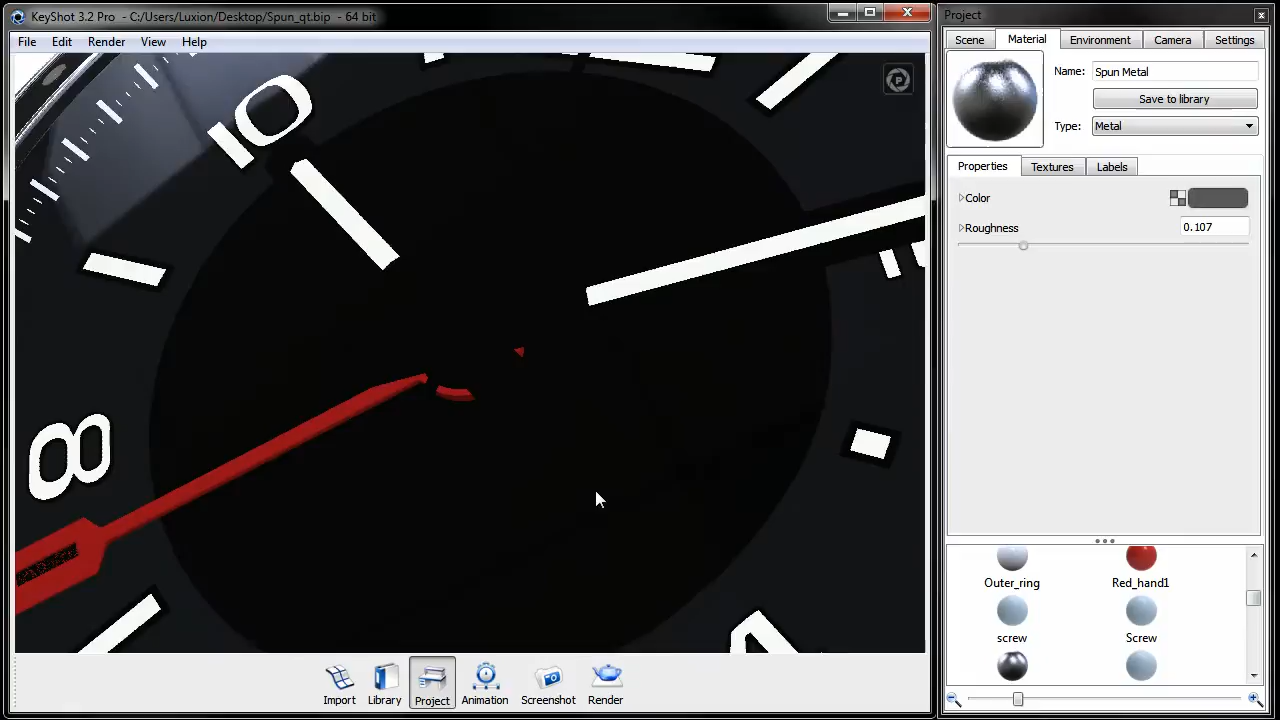 KeyShot 3.2 Pro - C:/Users/Luxion/Desktop/Spun_qt.bip - 64 bit
File Edit Render View Help
10
8
4
Import Library Project Animation Screenshot Render
Project
Scene Material Environment Camera Settings
Name: Spun Metal
Save to library
Type: Metal
Properties Textures Labels
Color
Roughness 0.107
Outer_ring Red_hand1
screw Screw